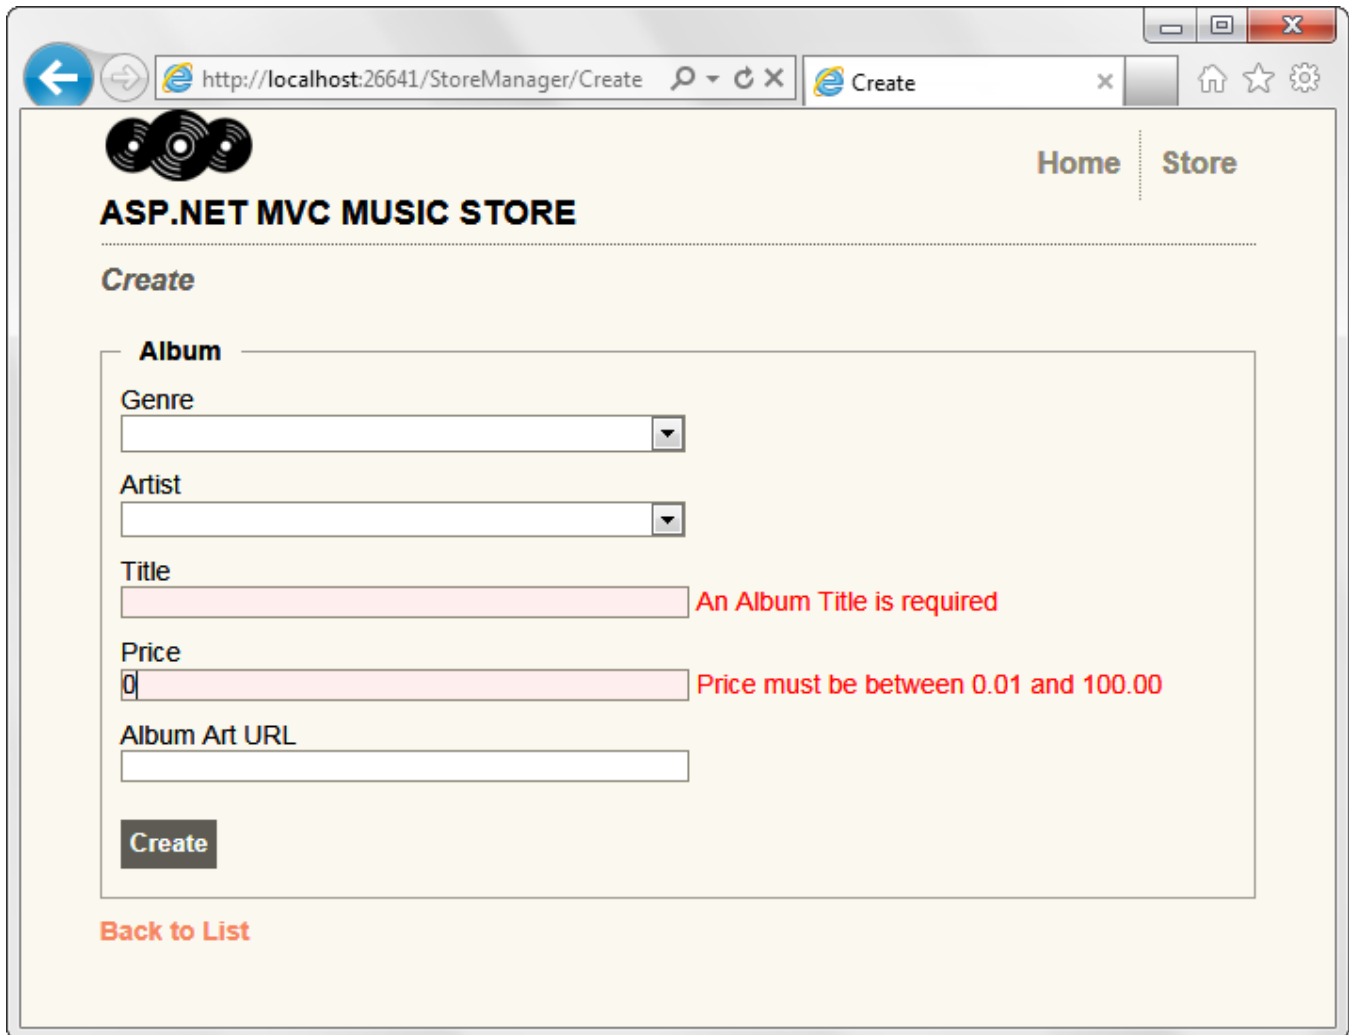 http://localhost:26641/StoreManager/Create
Create
Home Store
ASP.NET MVC MUSIC STORE
Create
Album
Genre
Artist
Title
An Album Title is required
Price
0 Price must be between 0.01 and 100.00
Album Art URL
Create
Back to List